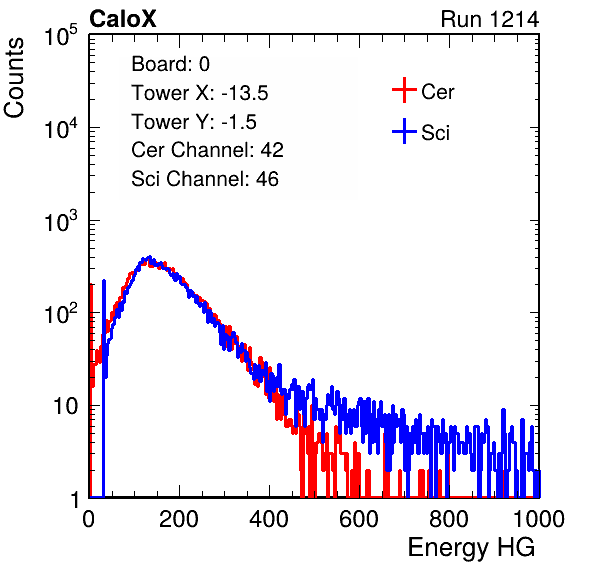 CaloX Run 1214
Counts
10^5
10^4
10^3
10^2
10
1
Board: 0
Tower X: -13.5
Tower Y: -1.5
Cer Channel: 42
Sci Channel: 46
Cer
Sci
0 200 400 600 800 1000
Energy HG